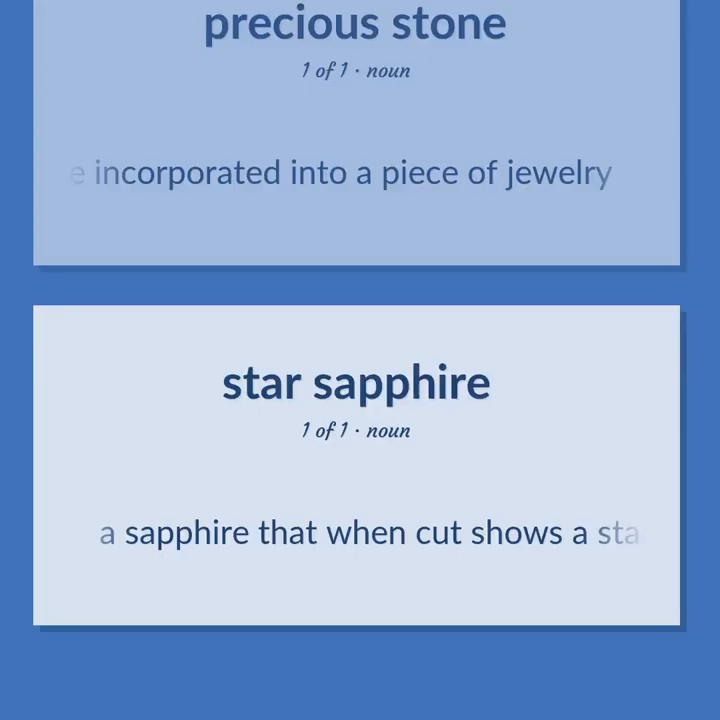 precious stone
1 of 1 · noun
e incorporated into a piece of jewelry
star sapphire
1 of 1 · noun
a sapphire that when cut shows a sta